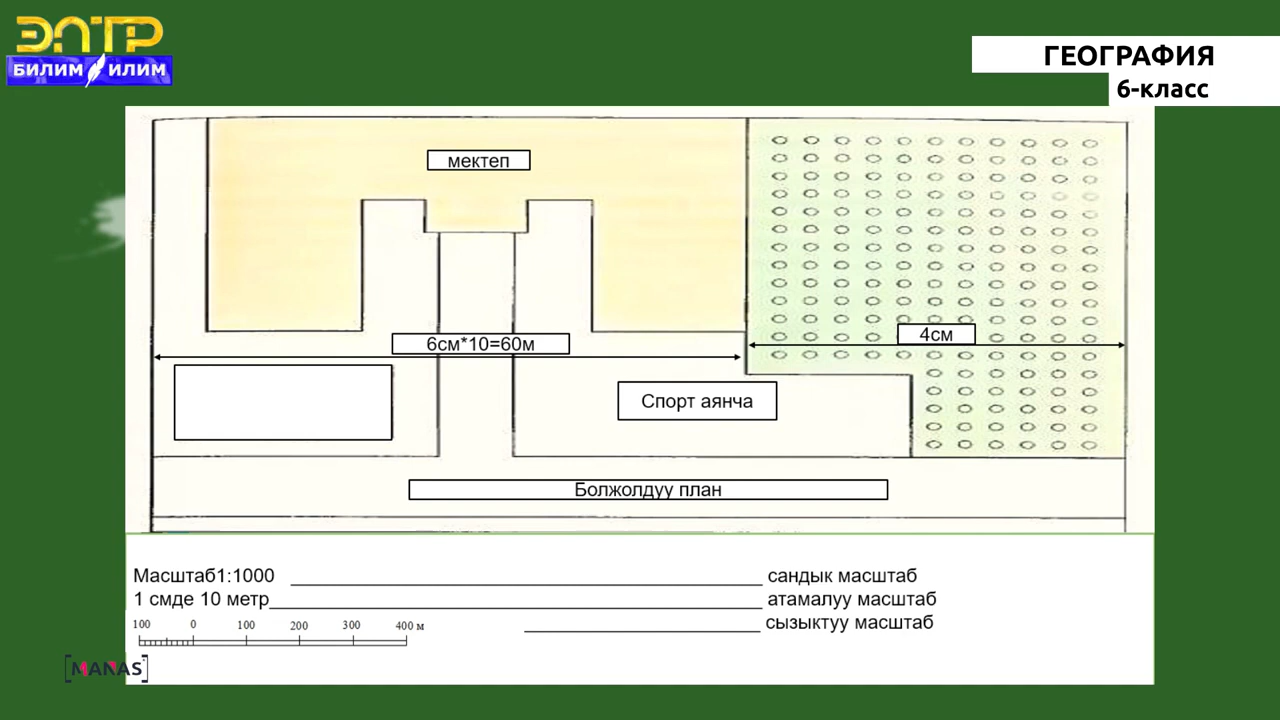 ЭЛТР
БИЛИМ ИЛИМ
ГЕОГРАФИЯ
6-класс
мектеп
6см*10=60м
4см
Спорт аянча
Болжолдуу план
Масштаб1:1000 сандык масштаб
1 смде 10 метр атамалуу масштаб
сызыктуу масштаб
100 0 100 200 300 400 м
[MANAS]